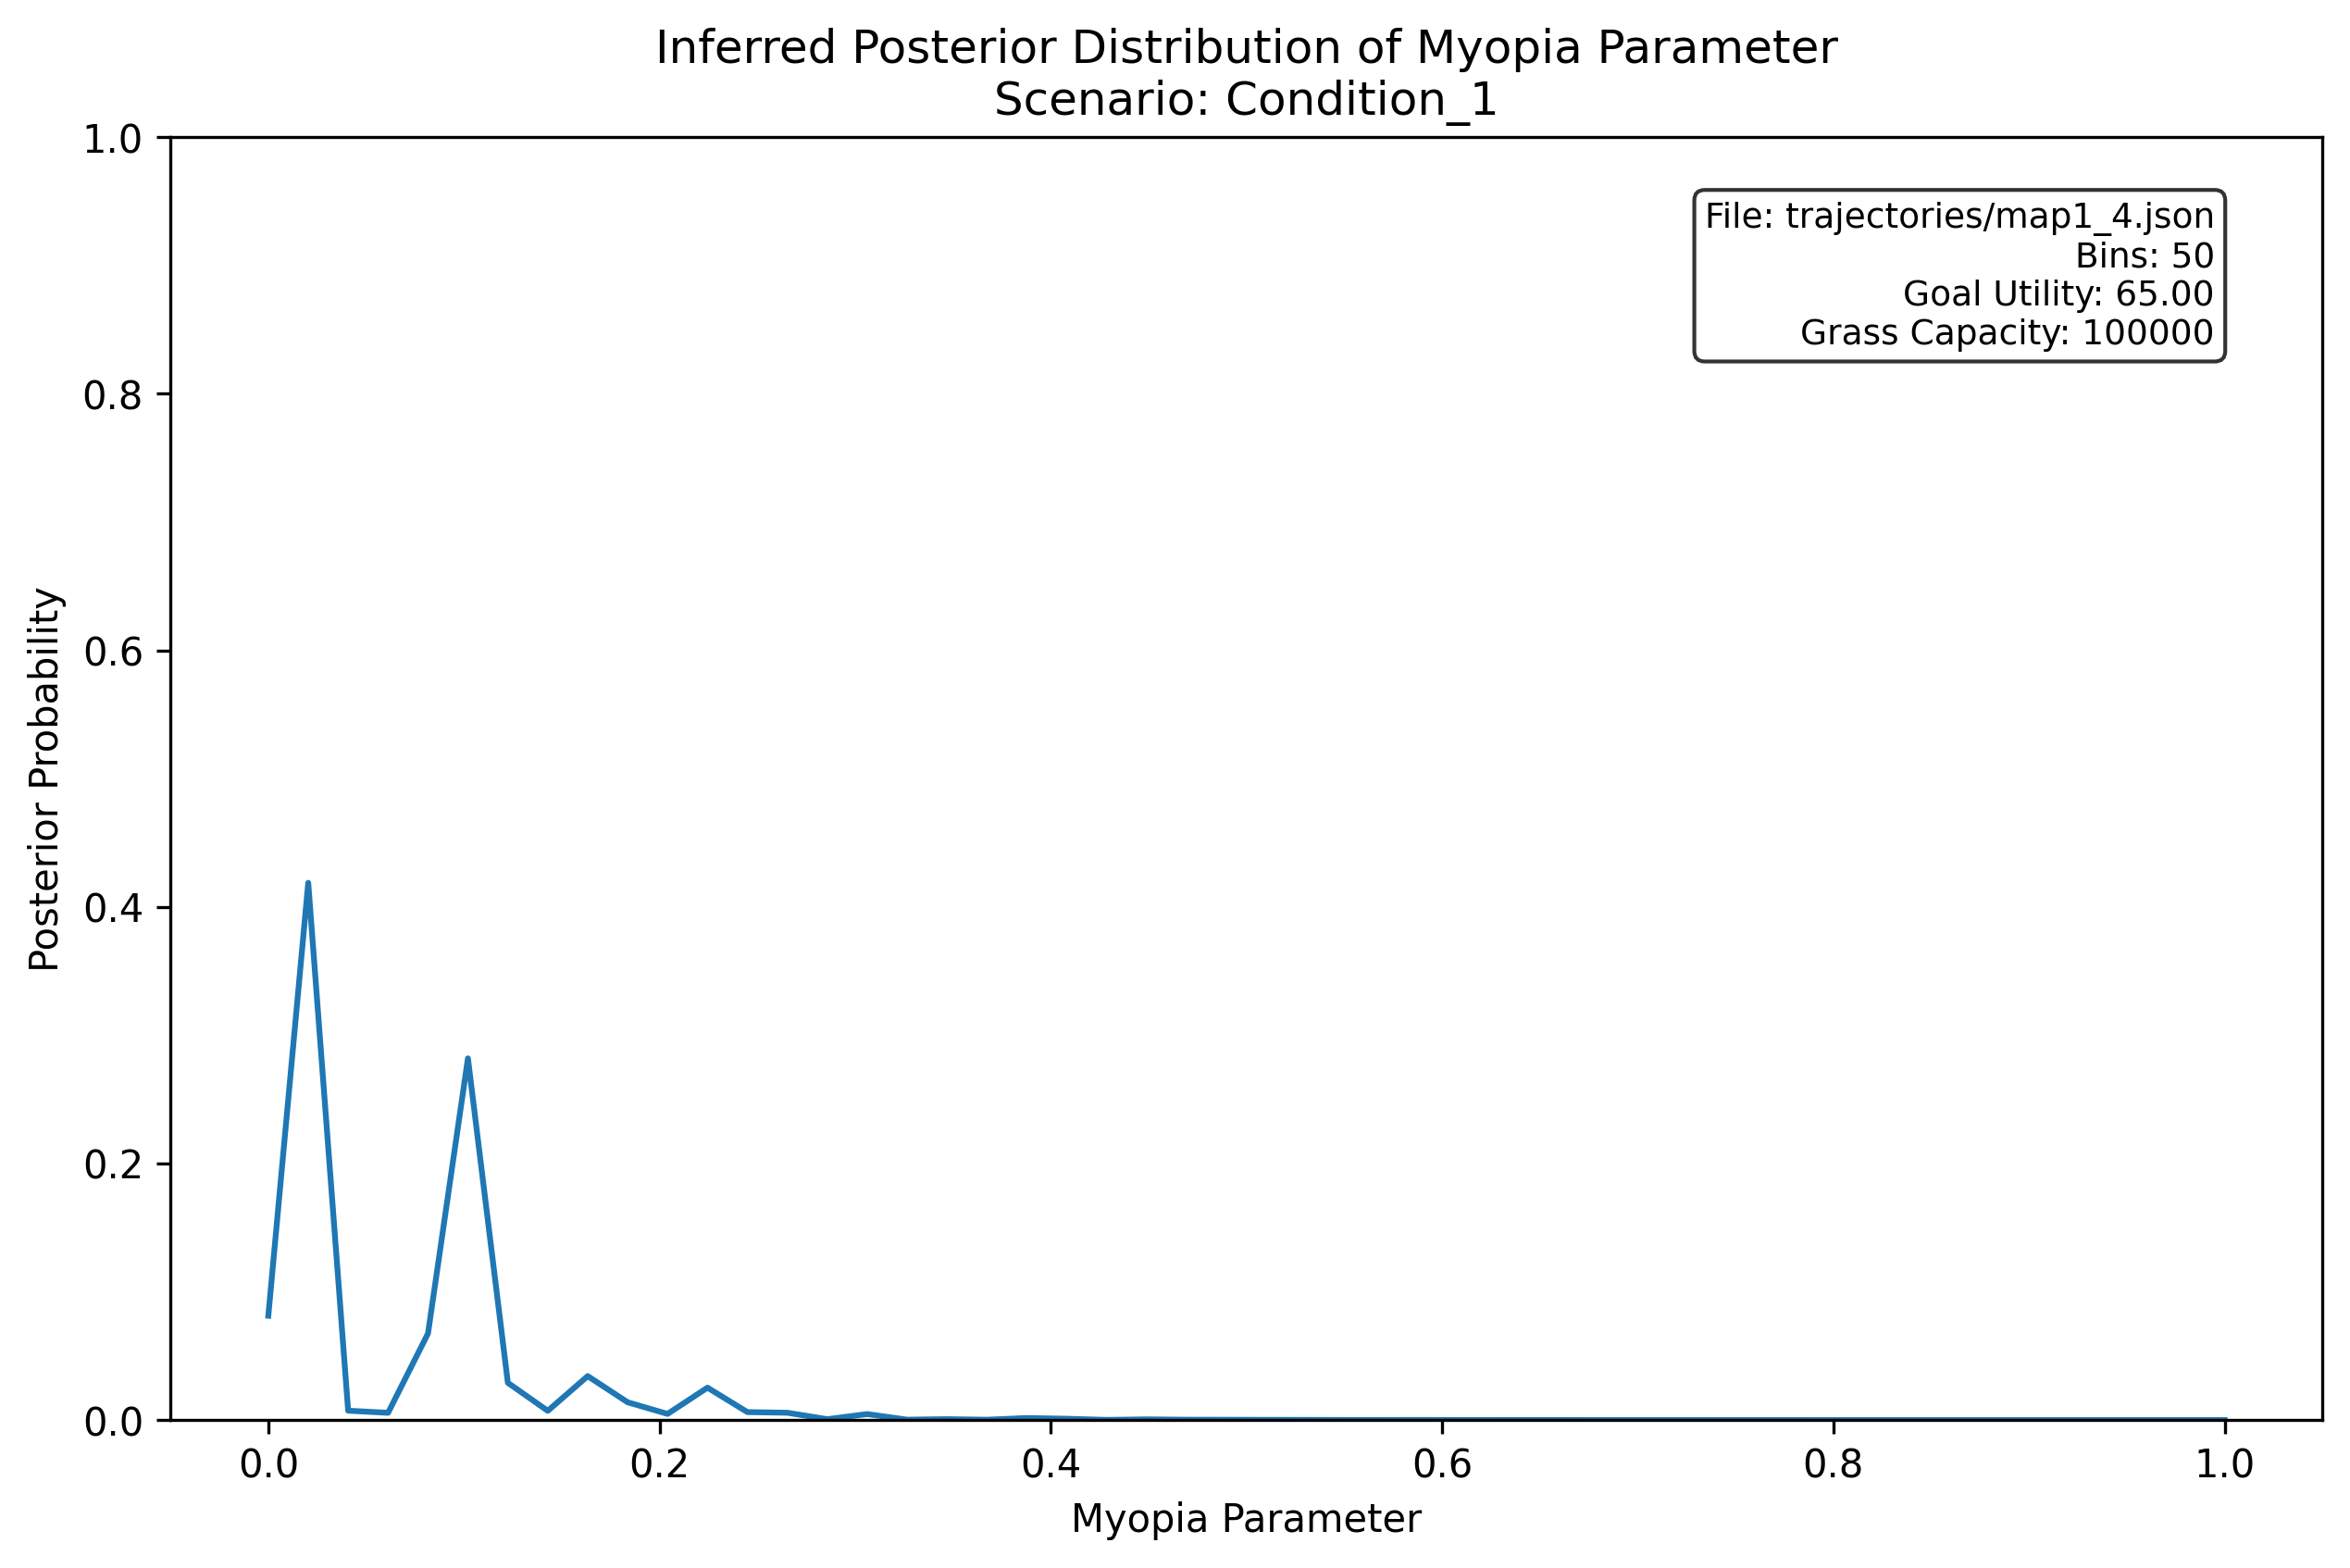 Inferred Posterior Distribution of Myopia Parameter
Scenario: Condition_1
1.0
0.8
0.6
0.4
0.2
0.0
Posterior Probability
File: trajectories/map1_4.json
Bins: 50
Goal Utility: 65.00
Grass Capacity: 100000
0.0
0.2
0.4
0.6
0.8
1.0
Myopia Parameter